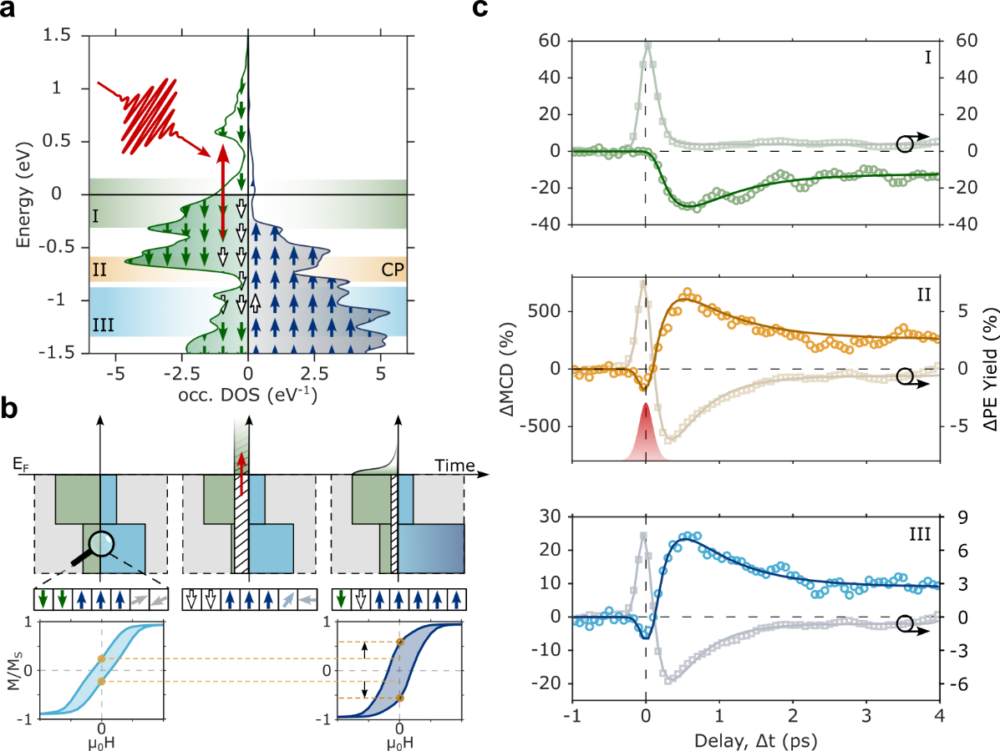 a
1.5
1
0.5
0
-0.5
-1
-1.5
Energy (eV)
I
II
CP
III
-5
-2.5
0
2.5
5
occ. DOS (eV⁻¹)
b
E_F
Time
1
0
-1
M/M_S
0
μ₀H
1
0
-1
0
μ₀H
c
60
40
20
0
-20
-40
I
60
40
20
0
-20
-40
500
0
-500
ΔMCD (%)
II
5
0
-5
ΔPE Yield (%)
30
20
10
0
-10
-20
III
9
6
3
0
-3
-6
-1
0
1
2
3
4
Delay, Δt (ps)